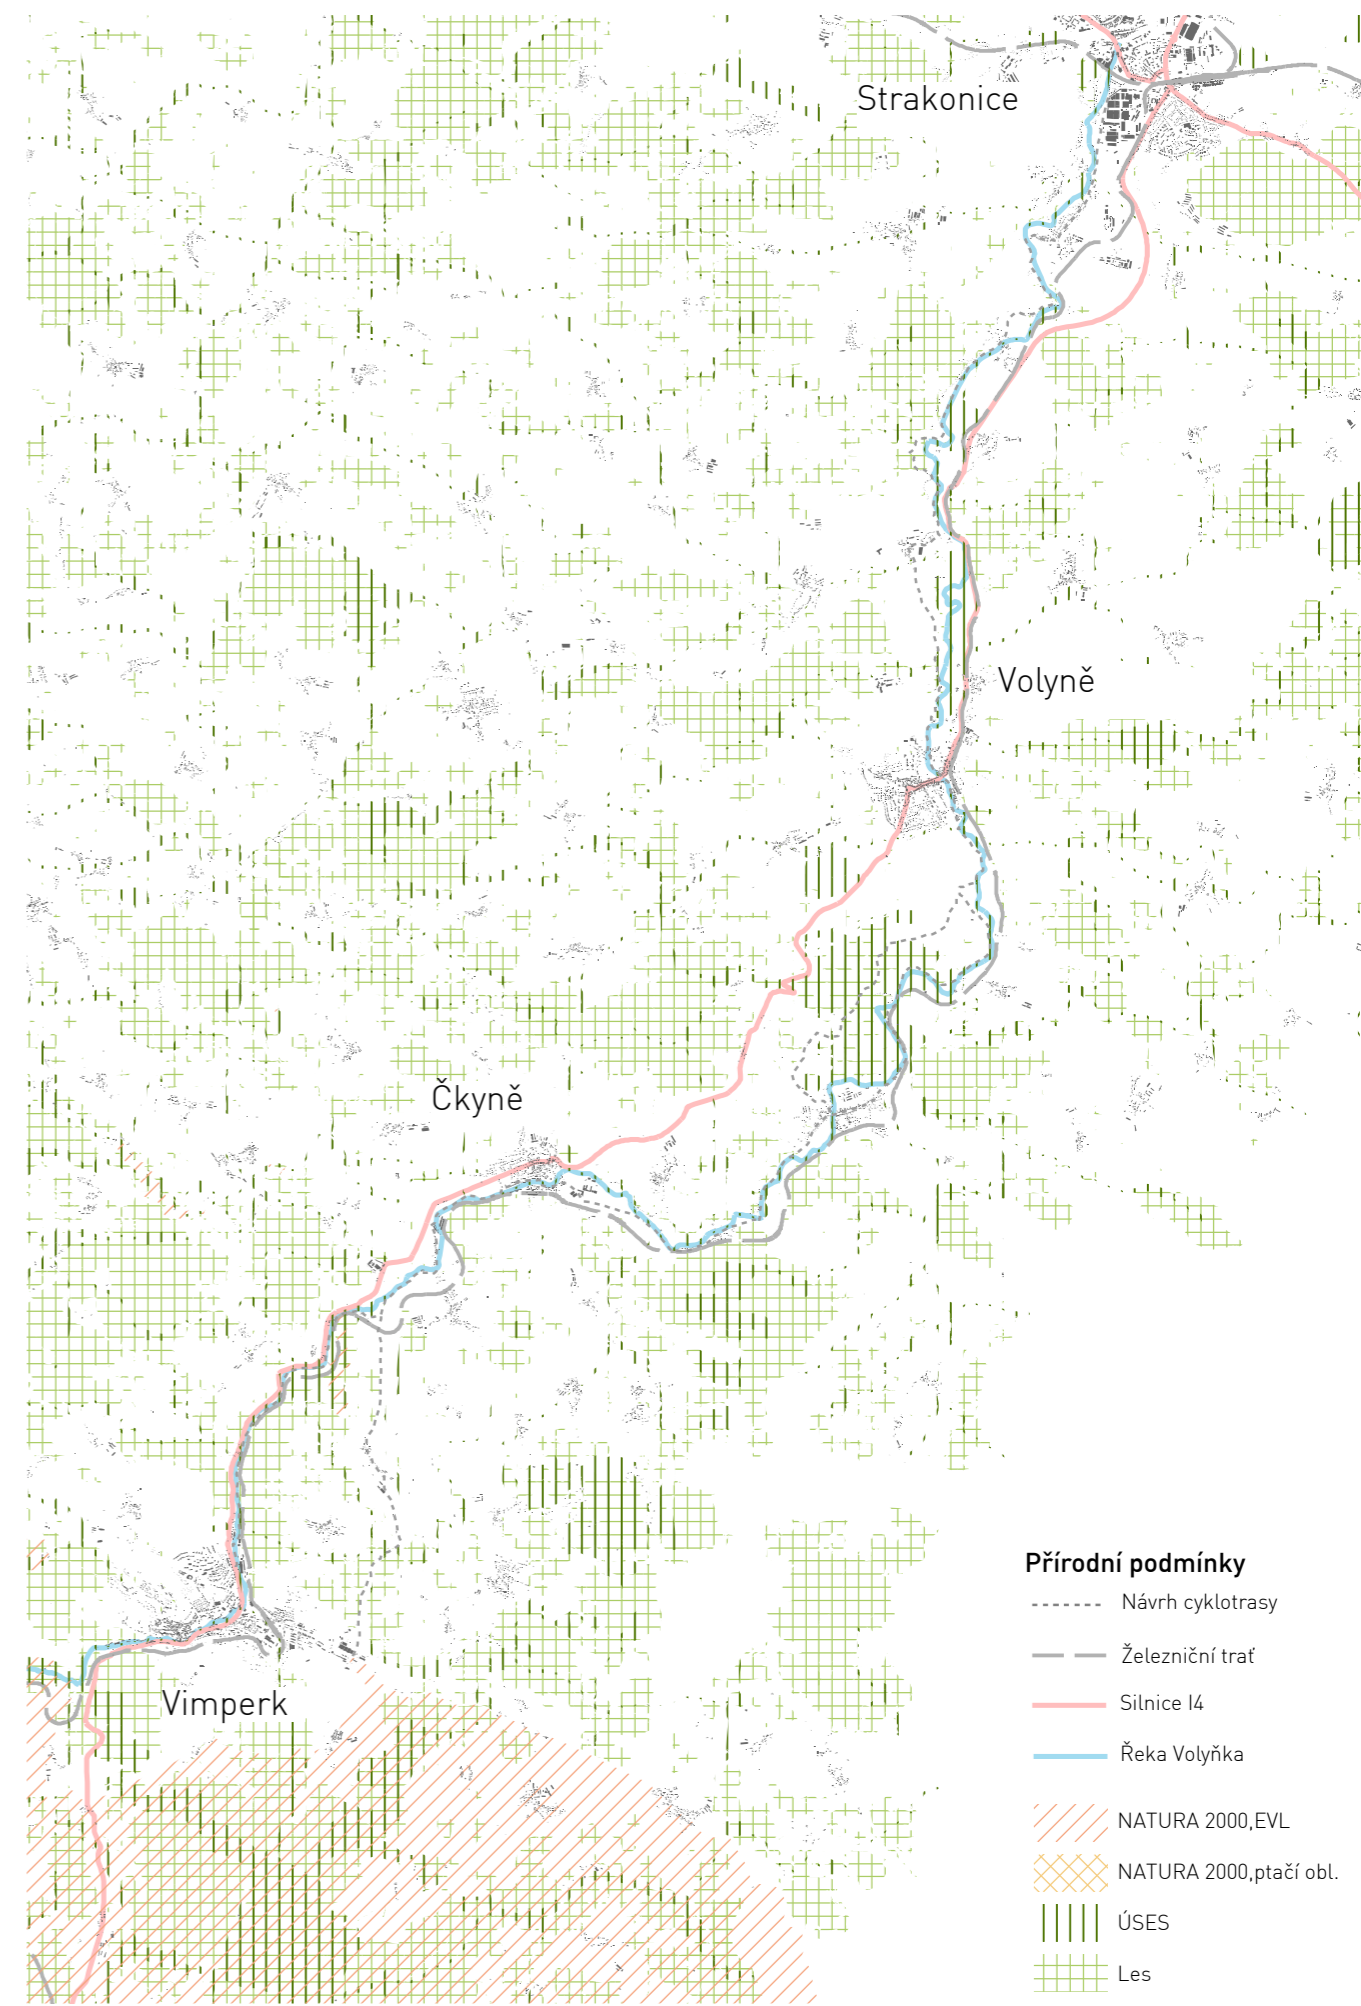 Strakonice
Volyně
Čkyně
Vimperk
Přírodní podmínky
Návrh cyklotrasy
Železniční trať
Silnice I4
Řeka Volyňka
NATURA 2000,EVL
NATURA 2000,ptačí obl.
ÚSES
Les